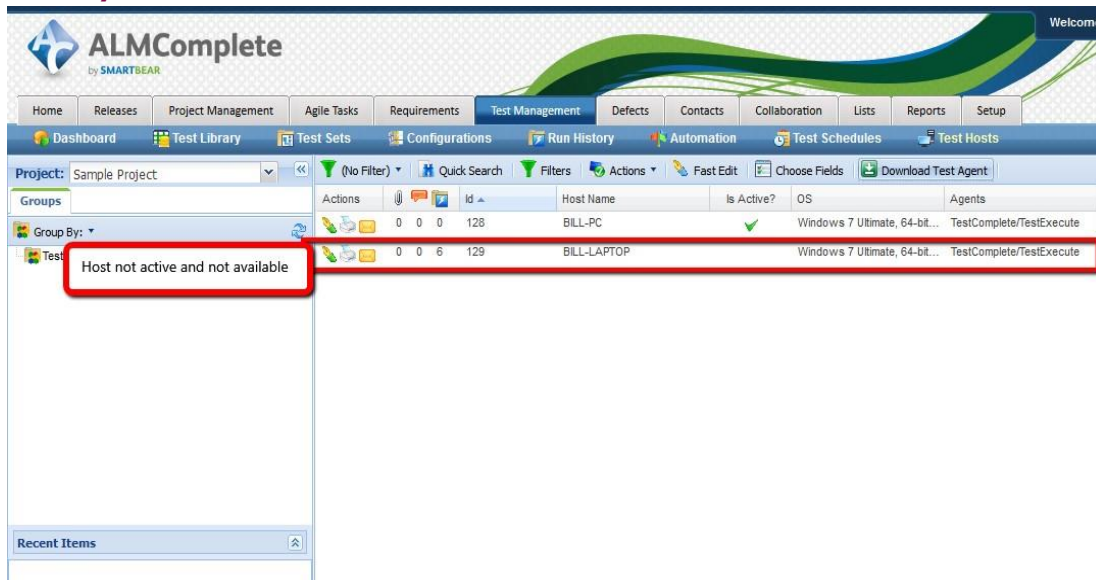 Welcome
ALMComplete
by SMARTBEAR
Home Releases Project Management Agile Tasks Requirements Test Management Defects Contacts Collaboration Lists Reports Setup
Dashboard Test Library Test Sets Configurations Run History Automation Test Schedules Test Hosts
Project: Sample Project (No Filter) Quick Search Filters Actions Fast Edit Choose Fields Download Test Agent
Groups Actions Id Host Name Is Active? OS Agents
Group By: 0 0 0 128 BILL-PC Windows 7 Ultimate, 64-bit... TestComplete/TestExecute
Test 0 0 6 129 BILL-LAPTOP Windows 7 Ultimate, 64-bit... TestComplete/TestExecute
Host not active and not available
Recent Items